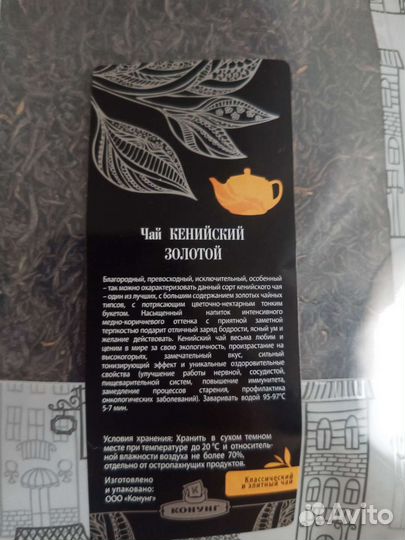 Чай КЕНИЙСКИЙ
ЗОЛОТОЙ
Благородный, превосходный, исключительный, особенный
– так можно охарактеризовать данный сорт кенийского чая
– один из лучших, с большим содержанием золотых чайных
типсов, с потрясающим цветочно-нектарным тонким
букетом. Насыщенный напиток интенсивного
медно-коричневого оттенка с приятной заметной
терпкостью подарит отличный заряд бодрости, ясный ум и
желание действовать. Кенийский чай весьма любим и
ценим в мире за свою экологичность, произрастание на
высокогорьях, замечательный вкус, сильный
тонизирующий эффект и уникальные оздоровительные
свойства (улучшение работы нервной, сосудистой,
пищеварительной систем, повышение иммунитета,
замедление процессов старения, профилактика
онкологических заболеваний). Заваривать водой 95-97°С
5-7 мин.
Условия хранения: Хранить в сухом темном
месте при температуре до 20°С и относитель-
ной влажности воздуха не более 70%,
отдельно от остропахнущих продуктов.
Изготовлено
и упаковано:
ООО «Конунг»
КОНУНГ
Классический
и элитный чай
Avito